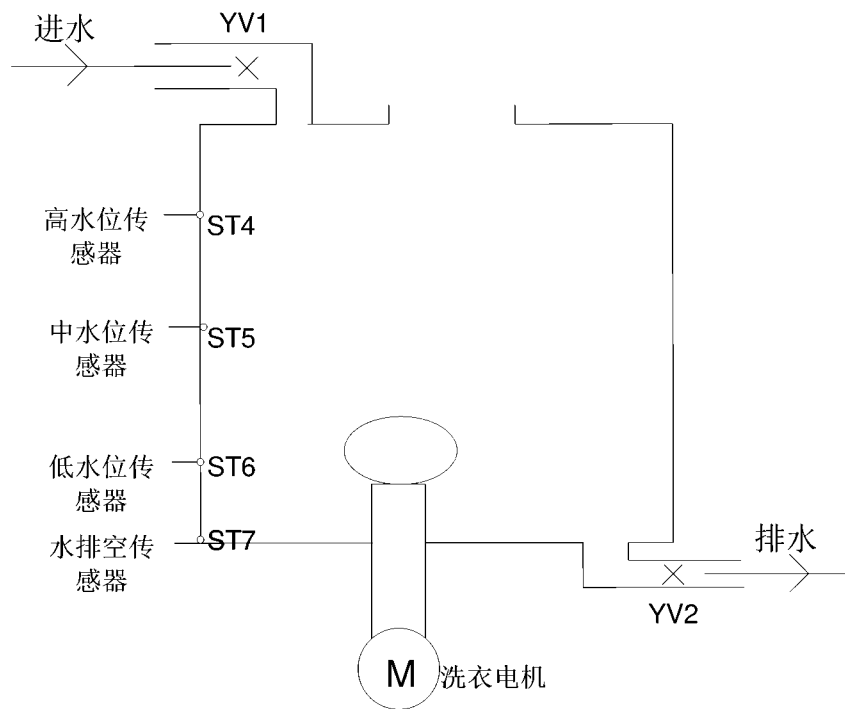 进水
YV1
高水位传
感器
ST4
中水位传
感器
ST5
低水位传
感器
ST6
水排空传
感器
ST7
排水
YV2
M
洗衣电机